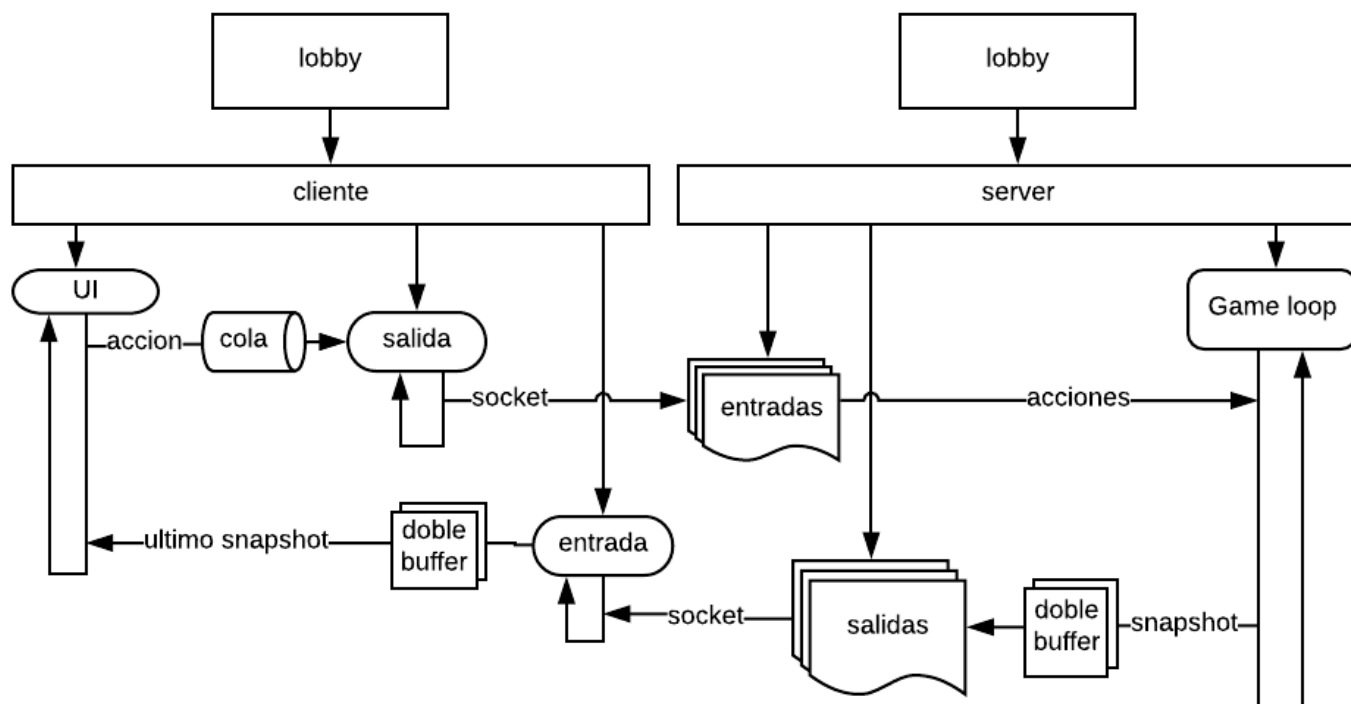 lobby
lobby
cliente
server
UI
Game loop
accion
cola
salida
socket
entradas
acciones
ultimo snapshot
doble
buffer
entrada
socket
salidas
doble
buffer
snapshot